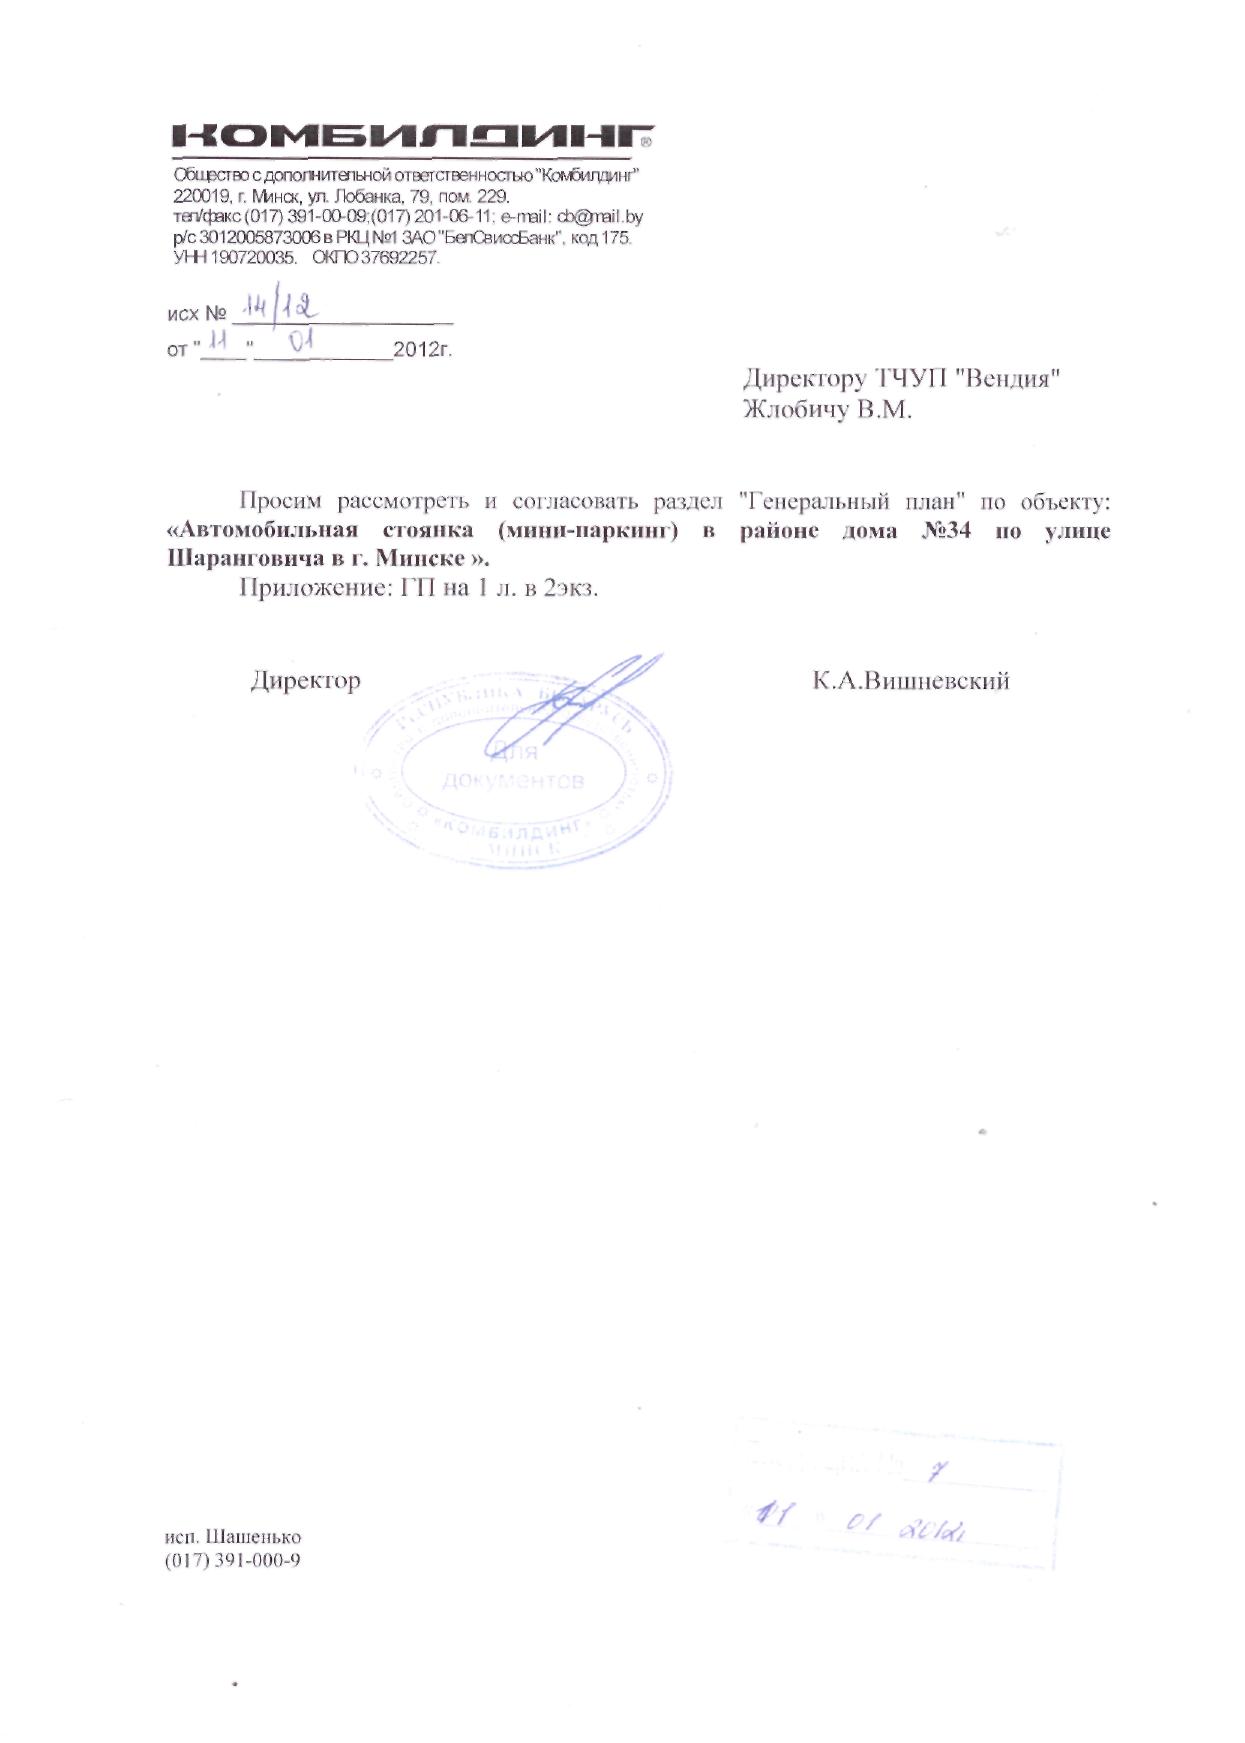 КОМБИЛДИНГ®
Общество с дополнительной ответственностью "Комбилдинг"
220019, г. Минск, ул. Лобанка, 79, пом. 229.
тел/факс (017) 391-00-09;(017) 201-06-11; e-mail: cb@mail.by
р/с 3012005873006 в РКЦ №1 ЗАО "БелСвиссБанк", код 175.
УНН 190720035. ОКПО 37692257.
исх № 14/12
от "11" 01 2012г.
Директору ТЧУП "Вендия"
Жлобичу В.М.
Просим рассмотреть и согласовать раздел "Генеральный план" по объекту:
«Автомобильная стоянка (мини-паркинг) в районе дома №34 по улице
Шаранговича в г. Минске ».
Приложение: ГП на 1 л. в 2экз.
Директор К.А.Вишневский
РЕСПУБЛИКА БЕЛАРУСЬ
Для
документов
«КОМБИЛДИНГ»
МИНСК
7
11 01 2012
исп. Шашенько
(017) 391-000-9